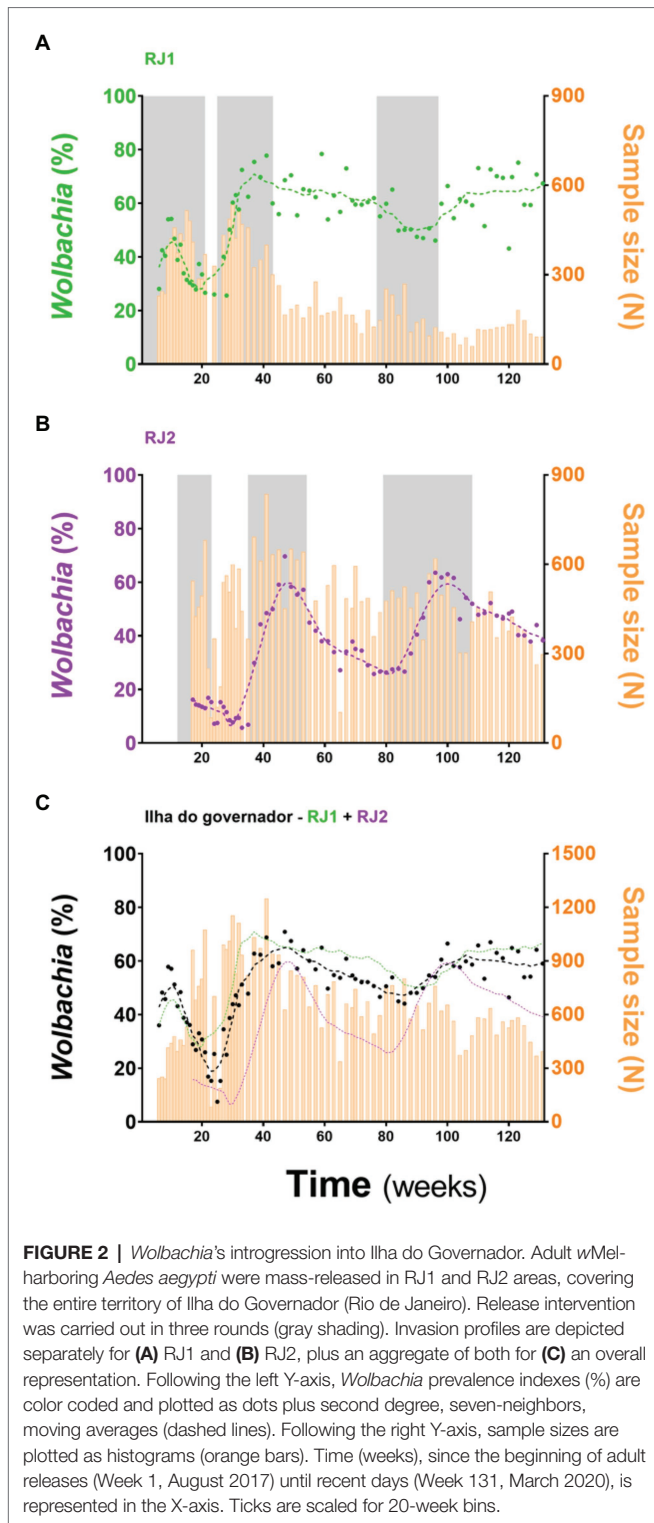 A
RJ1
100
80
60
40
20
0
Wolbachia (%)
900
600
300
0
Sample size (N)
20 40 60 80 100 120
B
RJ2
100
80
60
40
20
0
Wolbachia (%)
900
600
300
0
Sample size (N)
20 40 60 80 100 120
C
Ilha do governador - RJ1 + RJ2
100
80
60
40
20
0
Wolbachia (%)
1500
1200
900
600
300
0
Sample size (N)
20 40 60 80 100 120
Time (weeks)
FIGURE 2 | Wolbachia's introgression into Ilha do Governador. Adult wMel-
harboring Aedes aegypti were mass-released in RJ1 and RJ2 areas, covering
the entire territory of Ilha do Governador (Rio de Janeiro). Release intervention
was carried out in three rounds (gray shading). Invasion profiles are depicted
separately for (A) RJ1 and (B) RJ2, plus an aggregate of both for (C) an overall
representation. Following the left Y-axis, Wolbachia prevalence indexes (%) are
color coded and plotted as dots plus second degree, seven-neighbors,
moving averages (dashed lines). Following the right Y-axis, sample sizes are
plotted as histograms (orange bars). Time (weeks), since the beginning of adult
releases (Week 1, August 2017) until recent days (Week 131, March 2020), is
represented in the X-axis. Ticks are scaled for 20-week bins.